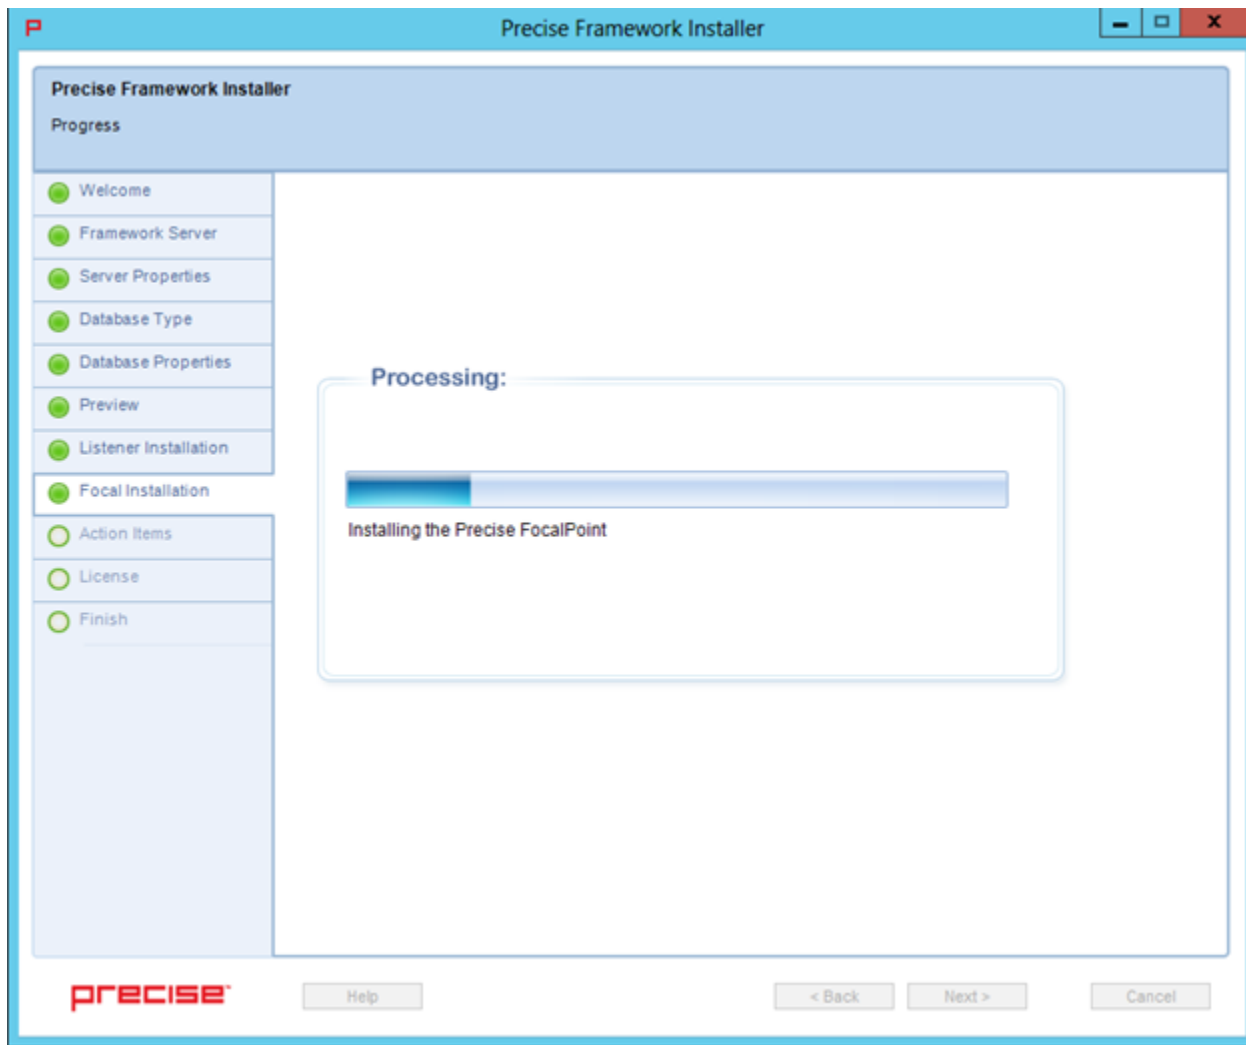 P
Precise Framework Installer
X
Precise Framework Installer
Progress
Welcome
Framework Server
Server Properties
Database Type
Database Properties
Preview
Listener Installation
Focal Installation
Action Items
License
Finish
Processing:
Installing the Precise FocalPoint
precise™
Help
< Back
Next >
Cancel